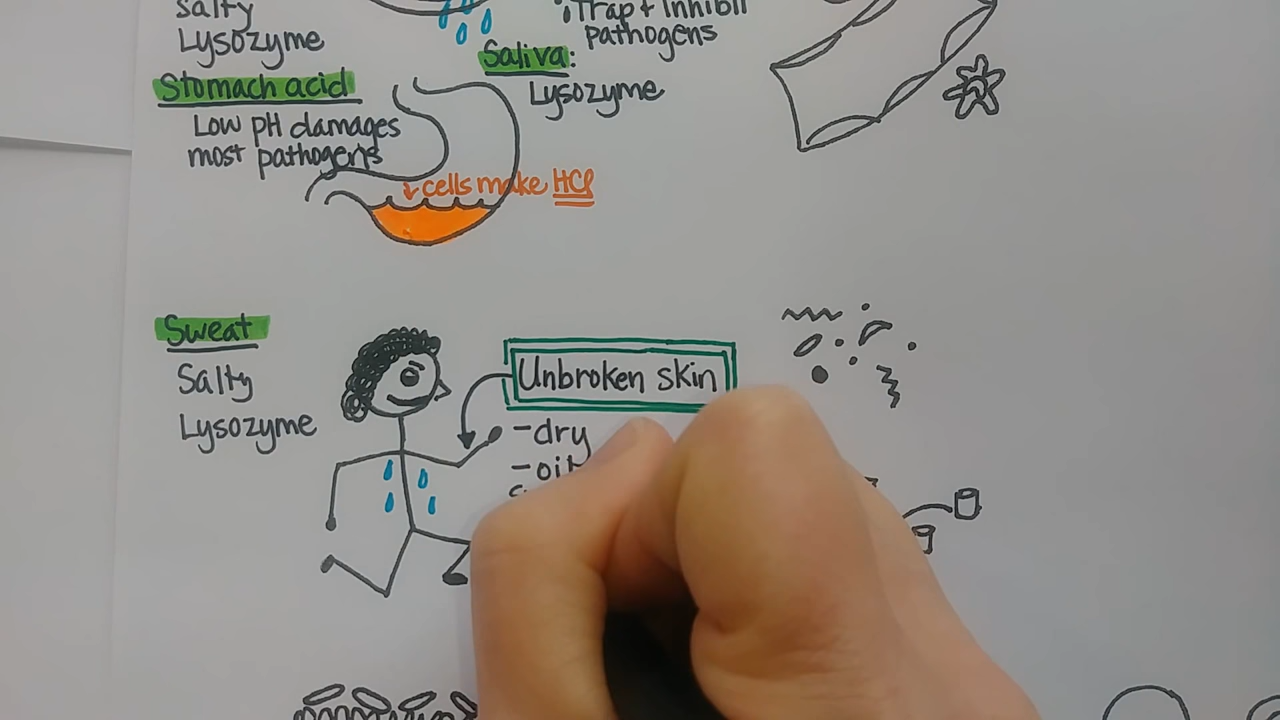 Salty
Lysozyme
Trap + Inhibit
pathogens
Saliva:
Lysozyme
Stomach acid
Low pH damages
most pathogens
cells make HCl
Sweat
Salty
Lysozyme
Unbroken skin
-dry